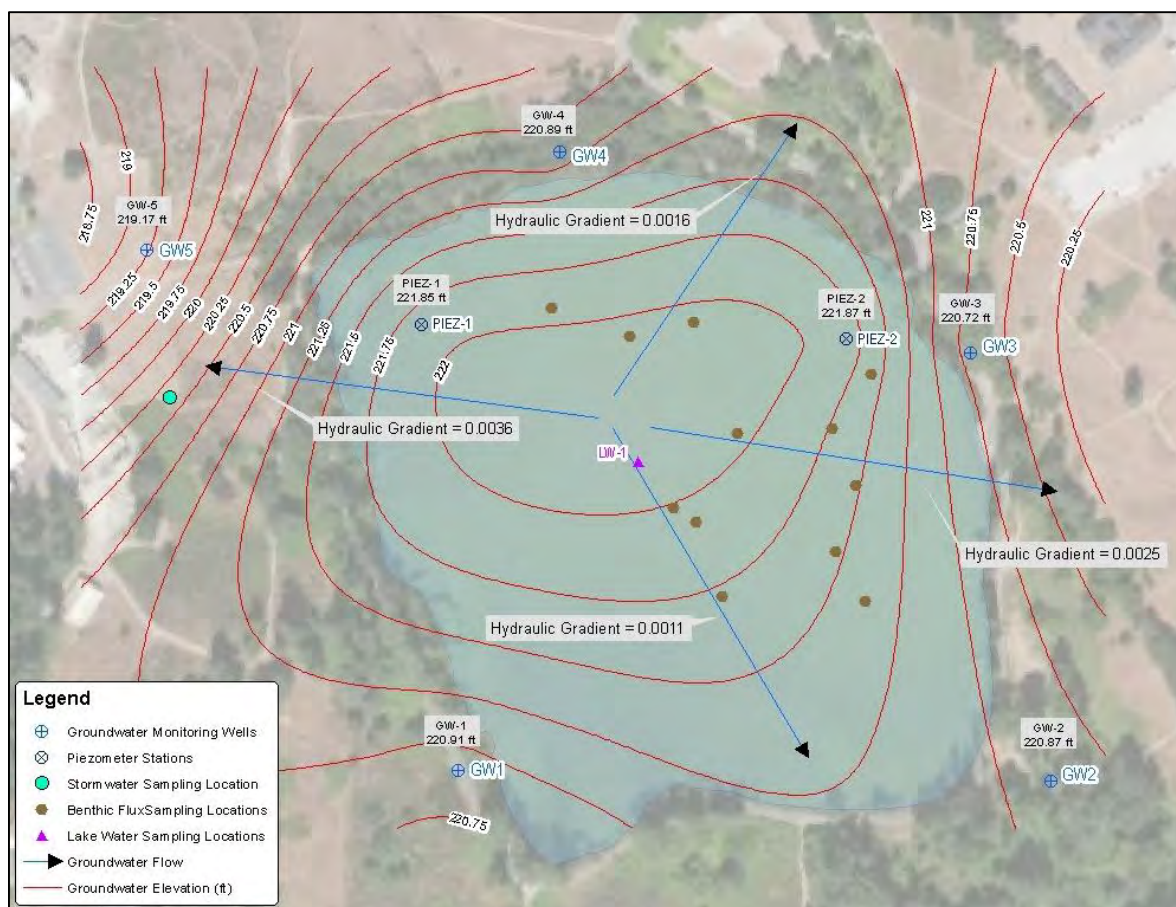 GW-4
220.89 ft
GW4
219
GW-5
219.17 ft
GW5
218.75
219.25
219.5
219.75
220
220.25
220.5
220.75
221
221.25
221.5
221.75
222
Hydraulic Gradient = 0.0016
221
220.75
220.5
220.25
PIEZ-1
221.85 ft
PIEZ-1
PIEZ-2
221.87 ft
PIEZ-2
GW-3
220.72 ft
GW3
Hydraulic Gradient = 0.0036
LW-1
Hydraulic Gradient = 0.0025
Hydraulic Gradient = 0.0011
GW-1
220.91 ft
GW1
220.75
GW-2
220.87 ft
GW2
Legend
Groundwater Monitoring Wells
Piezometer Stations
Stormwater Sampling Location
Benthic FluxSampling Locations
Lake Water Sampling Locations
Groundwater Flow
Groundwater Elevation (ft)